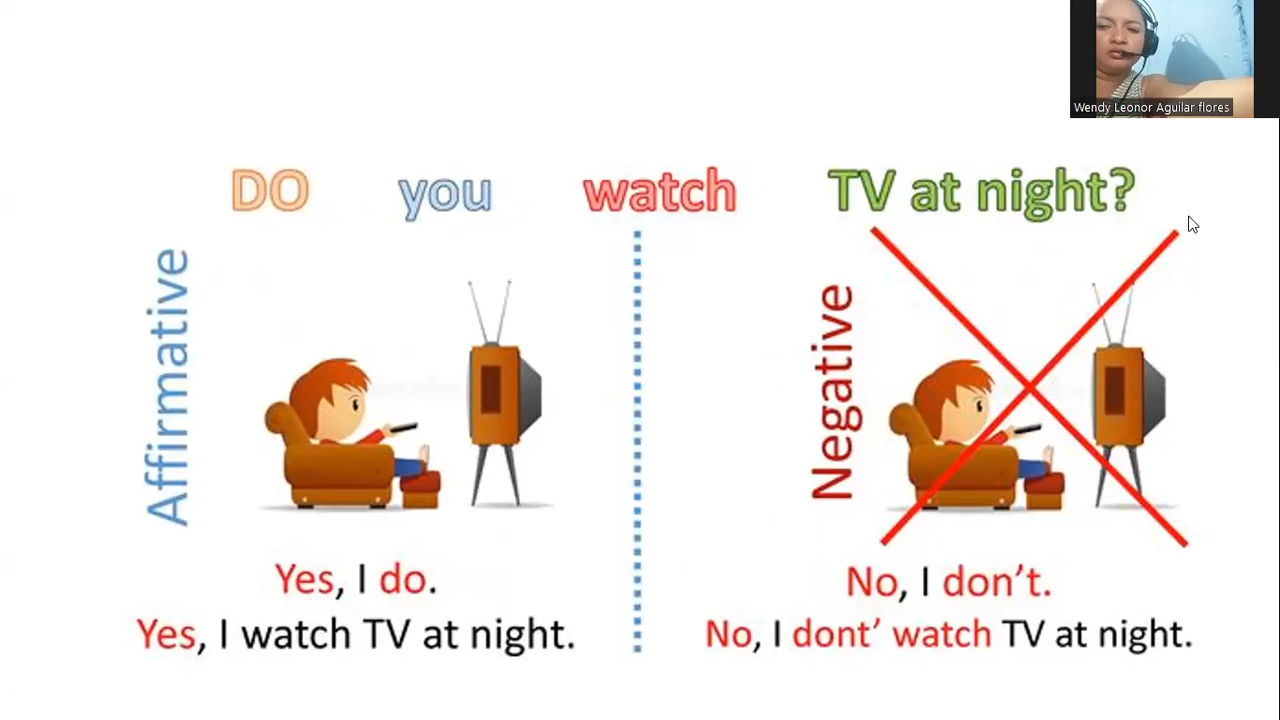 Wendy Leonor Aguilar flores
DO you watch TV at night?
Affirmative
Yes, I do.
Yes, I watch TV at night.
Negative
No, I don’t.
No, I dont’ watch TV at night.